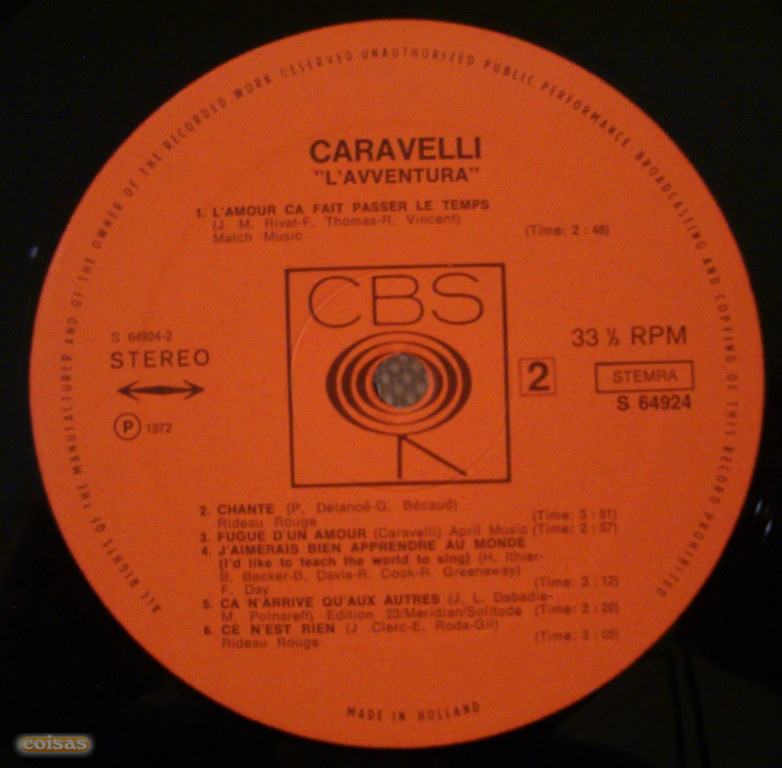 ALL RIGHTS OF THE MANUFACTURER AND OF THE OWNER OF THE RECORDED WORK RESERVED UNAUTHORIZED PUBLIC PERFORMANCE BROADCASTING AND COPYING OF THIS RECORD PROHIBITED
CARAVELLI
"L'AVVENTURA"
1. L'AMOUR CA FAIT PASSER LE TEMPS
(J. M. Rivat-F. Thomas-R. Vincent)
Match Music (Time: 2:48)
CBS
S 64924-2
STEREO
P 1972
33 ⅓ RPM
2
STEMRA
S 64924
2. CHANTE (P. Delanoë-G. Bécaud)
Rideau Rouge (Time: 3:51)
3. FUGUE D'UN AMOUR (Caravelli) April Music (Time: 2:57)
4. J'AIMERAIS BIEN APPRENDRE AU MONDE
(I'd like to teach the world to sing) (H. Ithier-
B. Backer-B. Davis-R. Cook-R. Greenaway)
F. Day (Time: 3:12)
5. CA N'ARRIVE QU'AUX AUTRES (J. L. Dabadie-
M. Polnareff) Edition 23/Meridian/Solitude (Time: 2:20)
6. CE N'EST RIEN (J .Clerc-E. Roda-Gil)
Rideau Rouge (Time: 3:05)
MADE IN HOLLAND
coisas